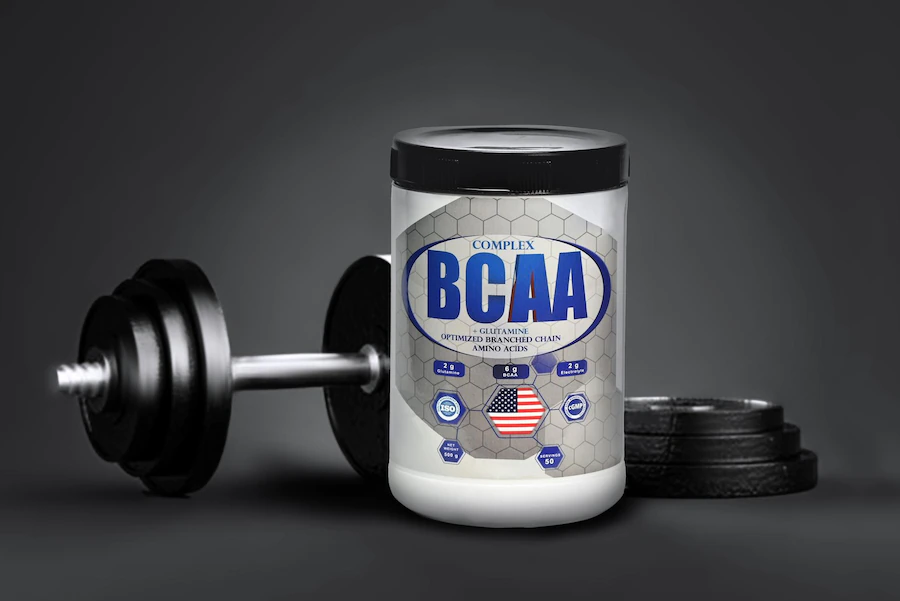 COMPLEX
BCAA
+ GLUTAMINE
OPTIMIZED BRANCHED CHAIN
AMINO ACIDS
2 g
Glutamine
6 g
BCAA
2 g
Electrolyte
ISO
cGMP
NET
WEIGHT
500 g
SERVINGS
50